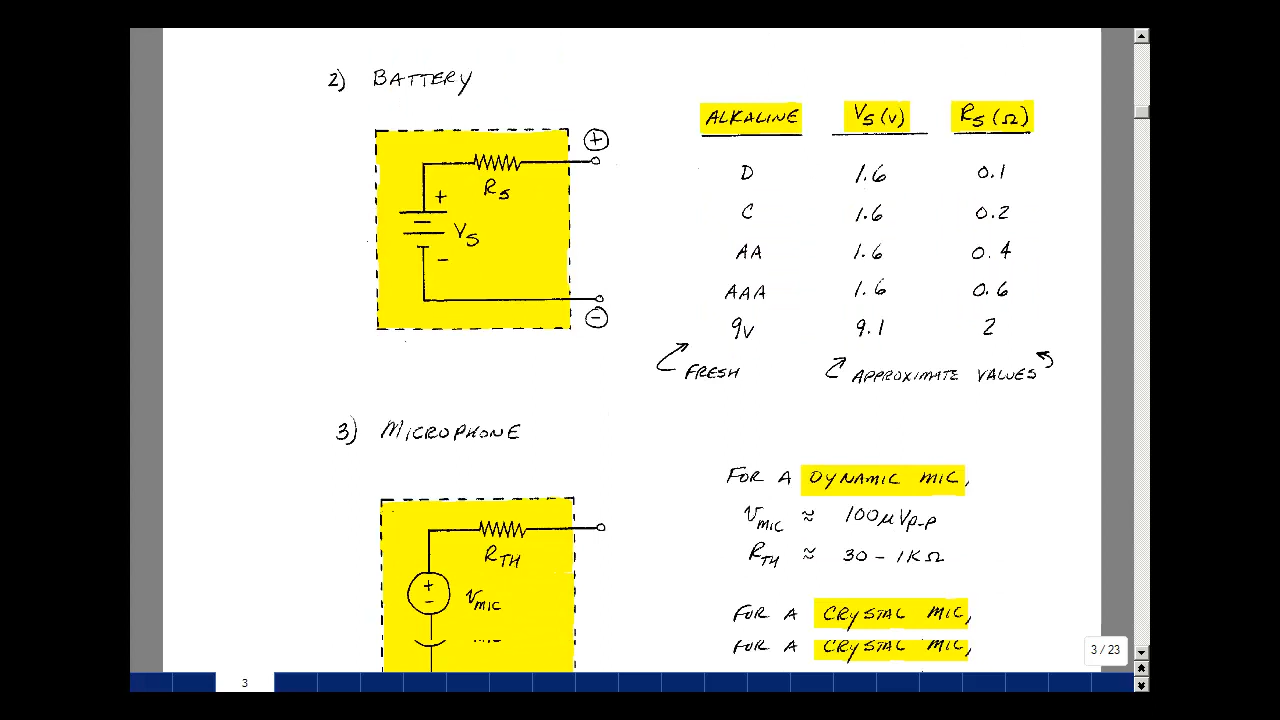 2) BATTERY
ALKALINE VS(V) RS(Ω)
+
RS
+
VS
−
−
D 1.6 0.1
C 1.6 0.2
AA 1.6 0.4
AAA 1.6 0.6
9V 9.1 2
FRESH APPROXIMATE VALUES
3) MICROPHONE
FOR A DYNAMIC MIC,
vMIC ≈ 100μVP-P
RTH ≈ 30 – 1KΩ
RTH
+
−
vMIC
FOR A CRYSTAL MIC,
FOR A CRYSTAL MIC,
3 / 23
3